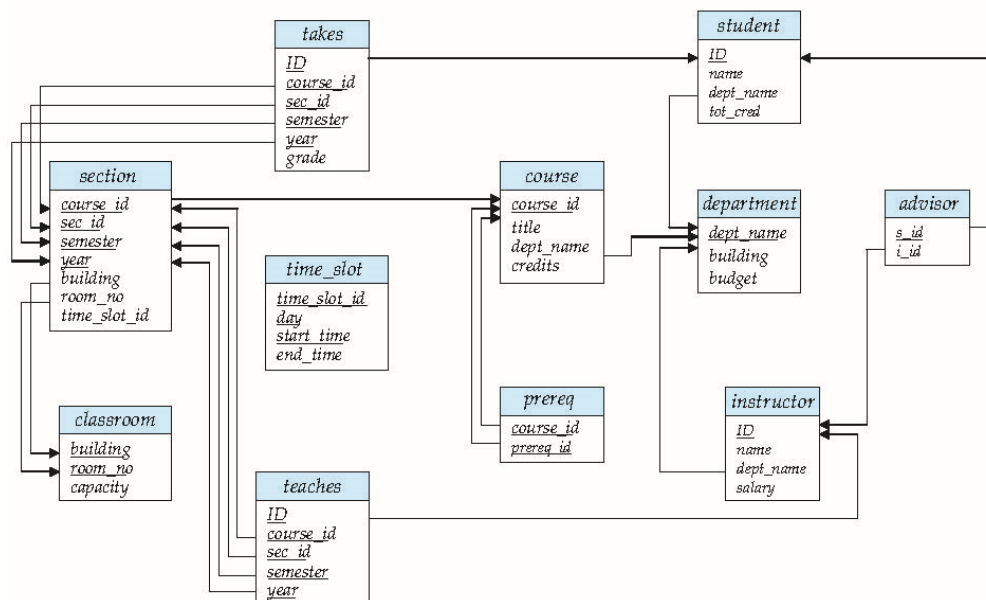 takes
ID
course_id
sec_id
semester
year
grade
student
ID
name
dept_name
tot_cred
section
course_id
sec_id
semester
year
building
room_no
time_slot_id
course
course_id
title
dept_name
credits
department
dept_name
building
budget
advisor
s_id
i_id
time_slot
time_slot_id
day
start_time
end_time
prereq
course_id
prereq_id
instructor
ID
name
dept_name
salary
classroom
building
room_no
capacity
teaches
ID
course_id
sec_id
semester
year